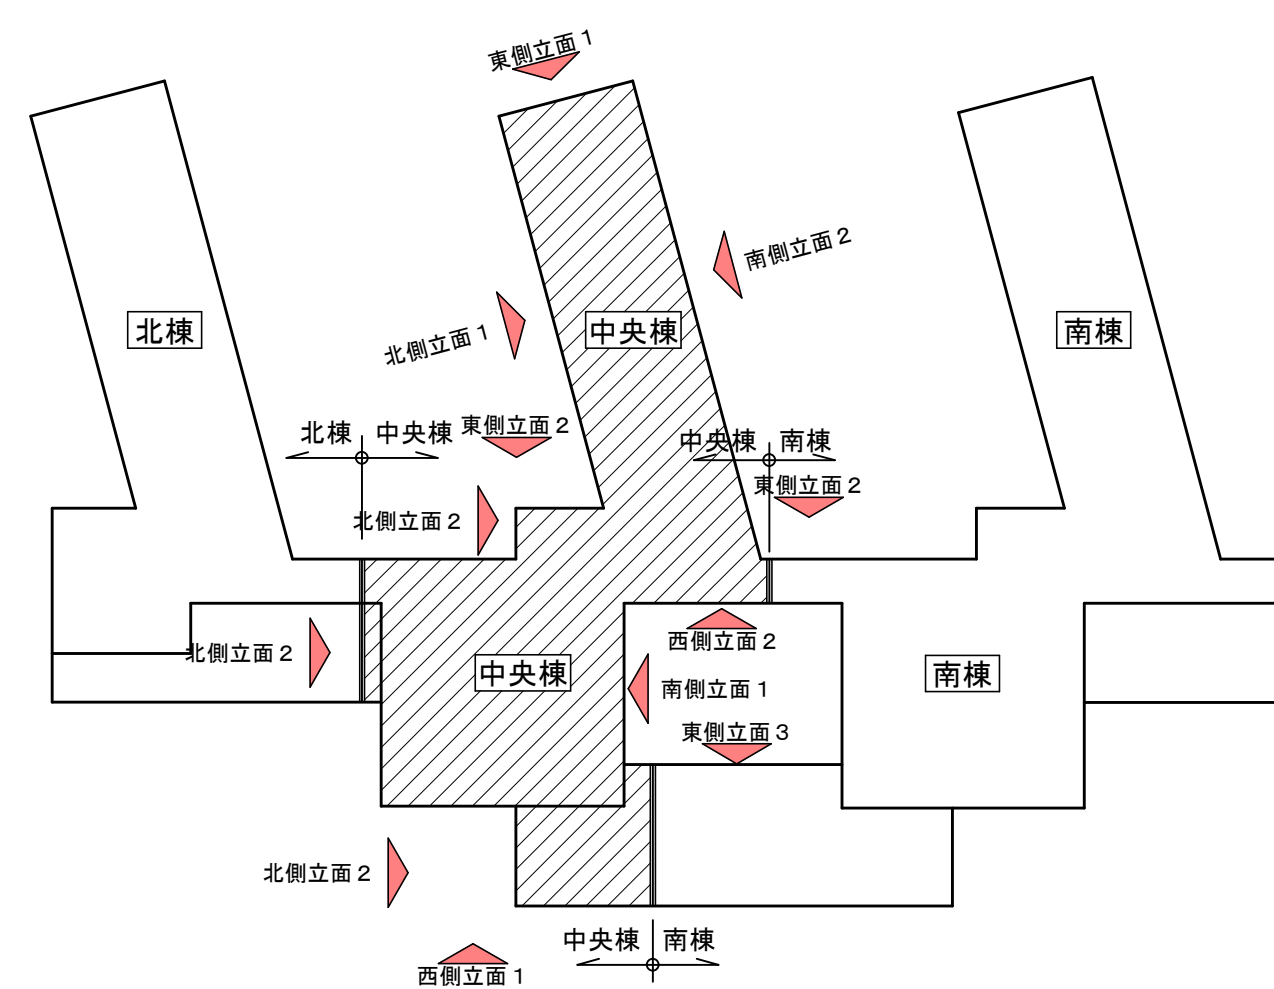 東側立面１
南側立面２
北棟
中央棟
南棟
北側立面１
東側立面２
北棟
中央棟
中央棟
南棟
東側立面２
北側立面２
西側立面２
北側立面２
中央棟
南棟
南側立面１
東側立面３
北側立面２
中央棟
南棟
西側立面１